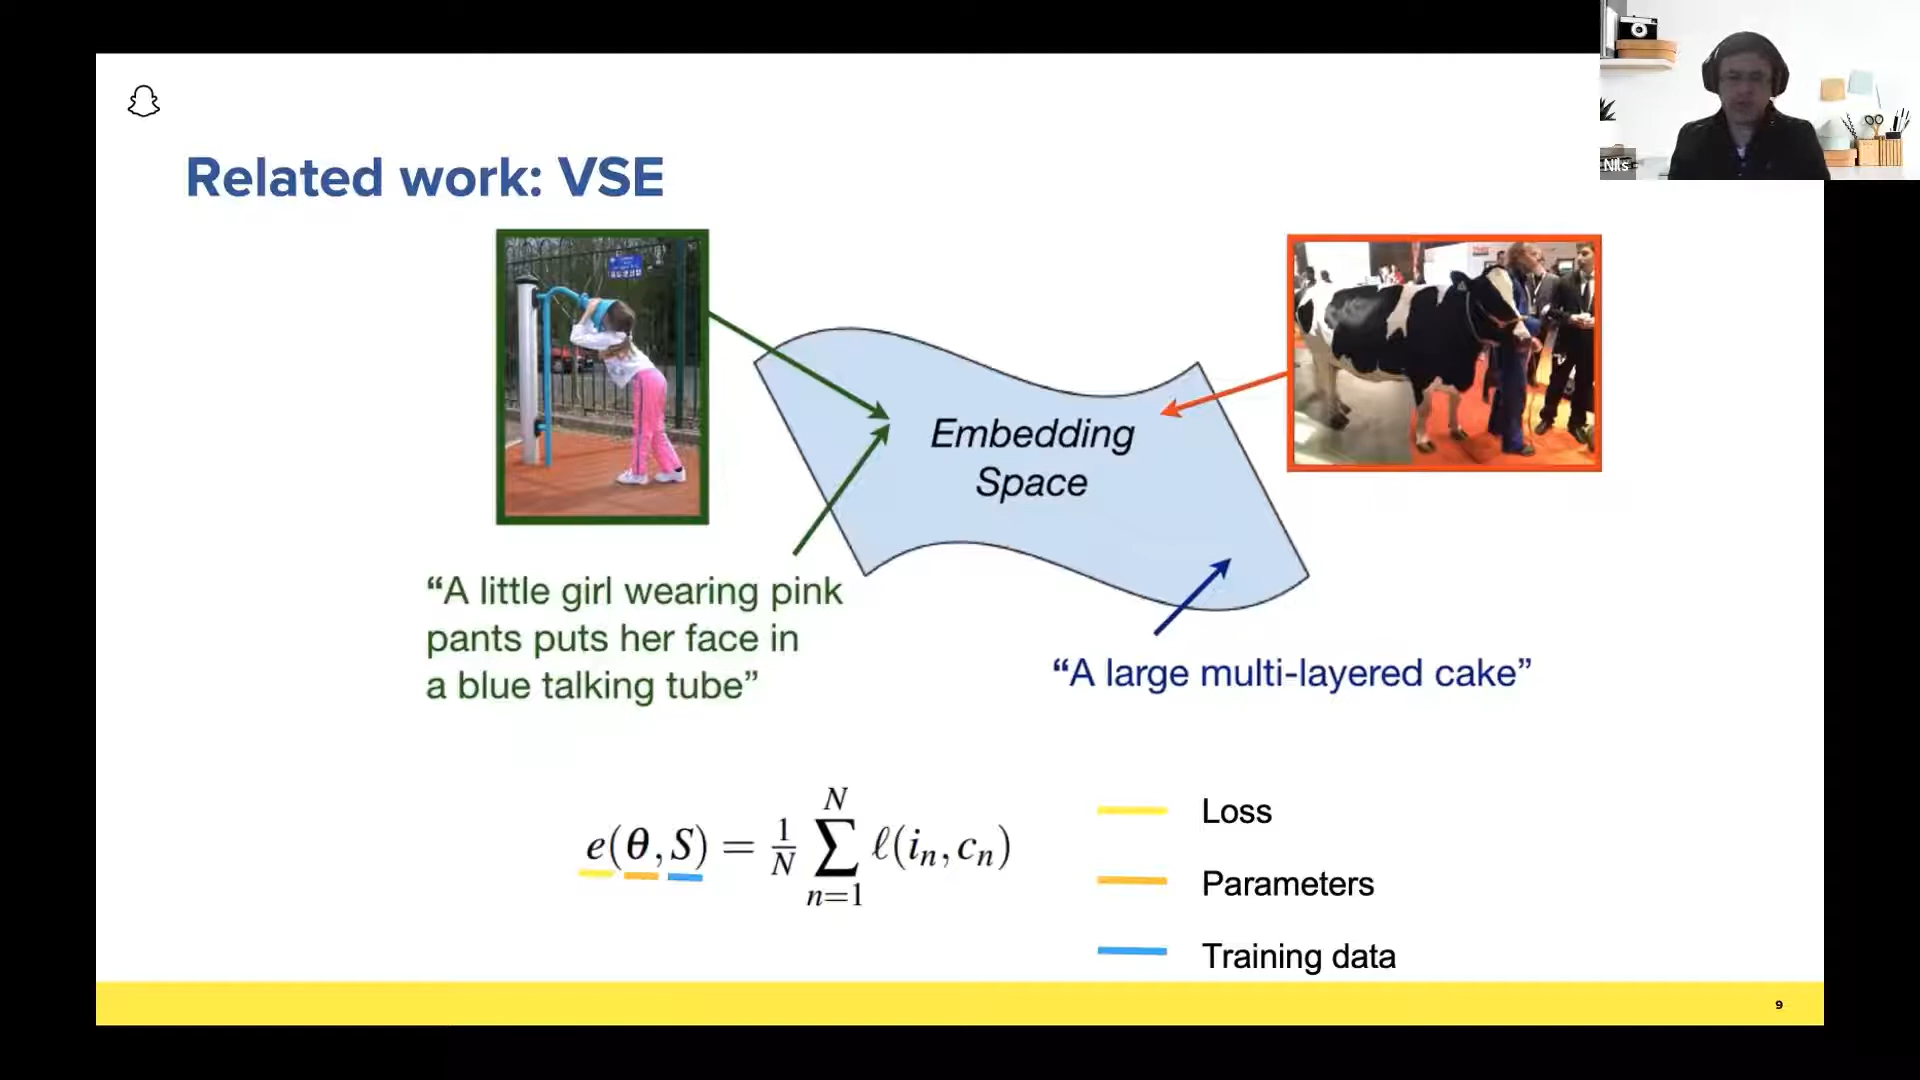 Nils
Related work: VSE
Embedding
Space
“A little girl wearing pink
pants puts her face in
a blue talking tube”
“A large multi-layered cake”
e(θ, S) = 1/N ∑_{n=1}^{N} ℓ(i_n, c_n)
Loss
Parameters
Training data
9